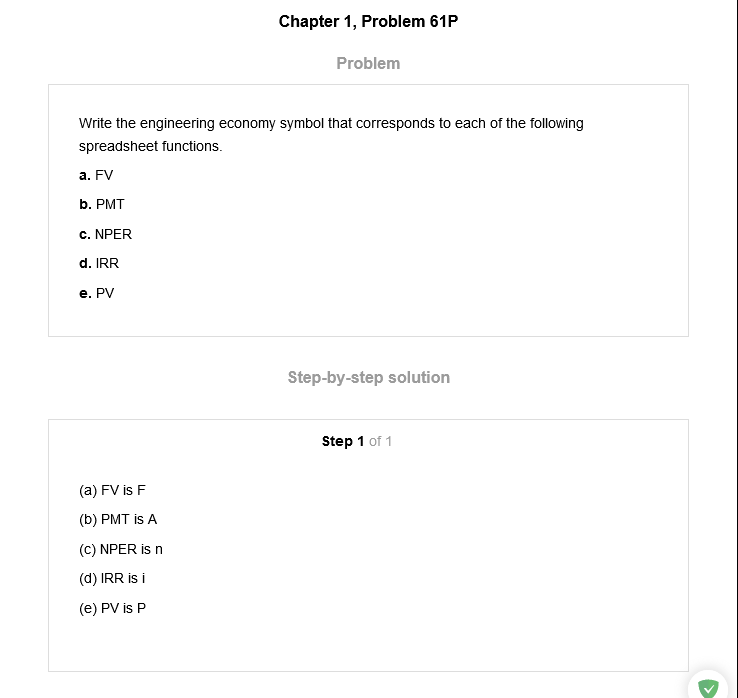 Chapter 1, Problem 61P
Problem
Write the engineering economy symbol that corresponds to each of the following
spreadsheet functions.
a. FV
b. PMT
c. NPER
d. IRR
e. PV
Step-by-step solution
Step 1 of 1
(a) FV is F
(b) PMT is A
(c) NPER is n
(d) IRR is i
(e) PV is P